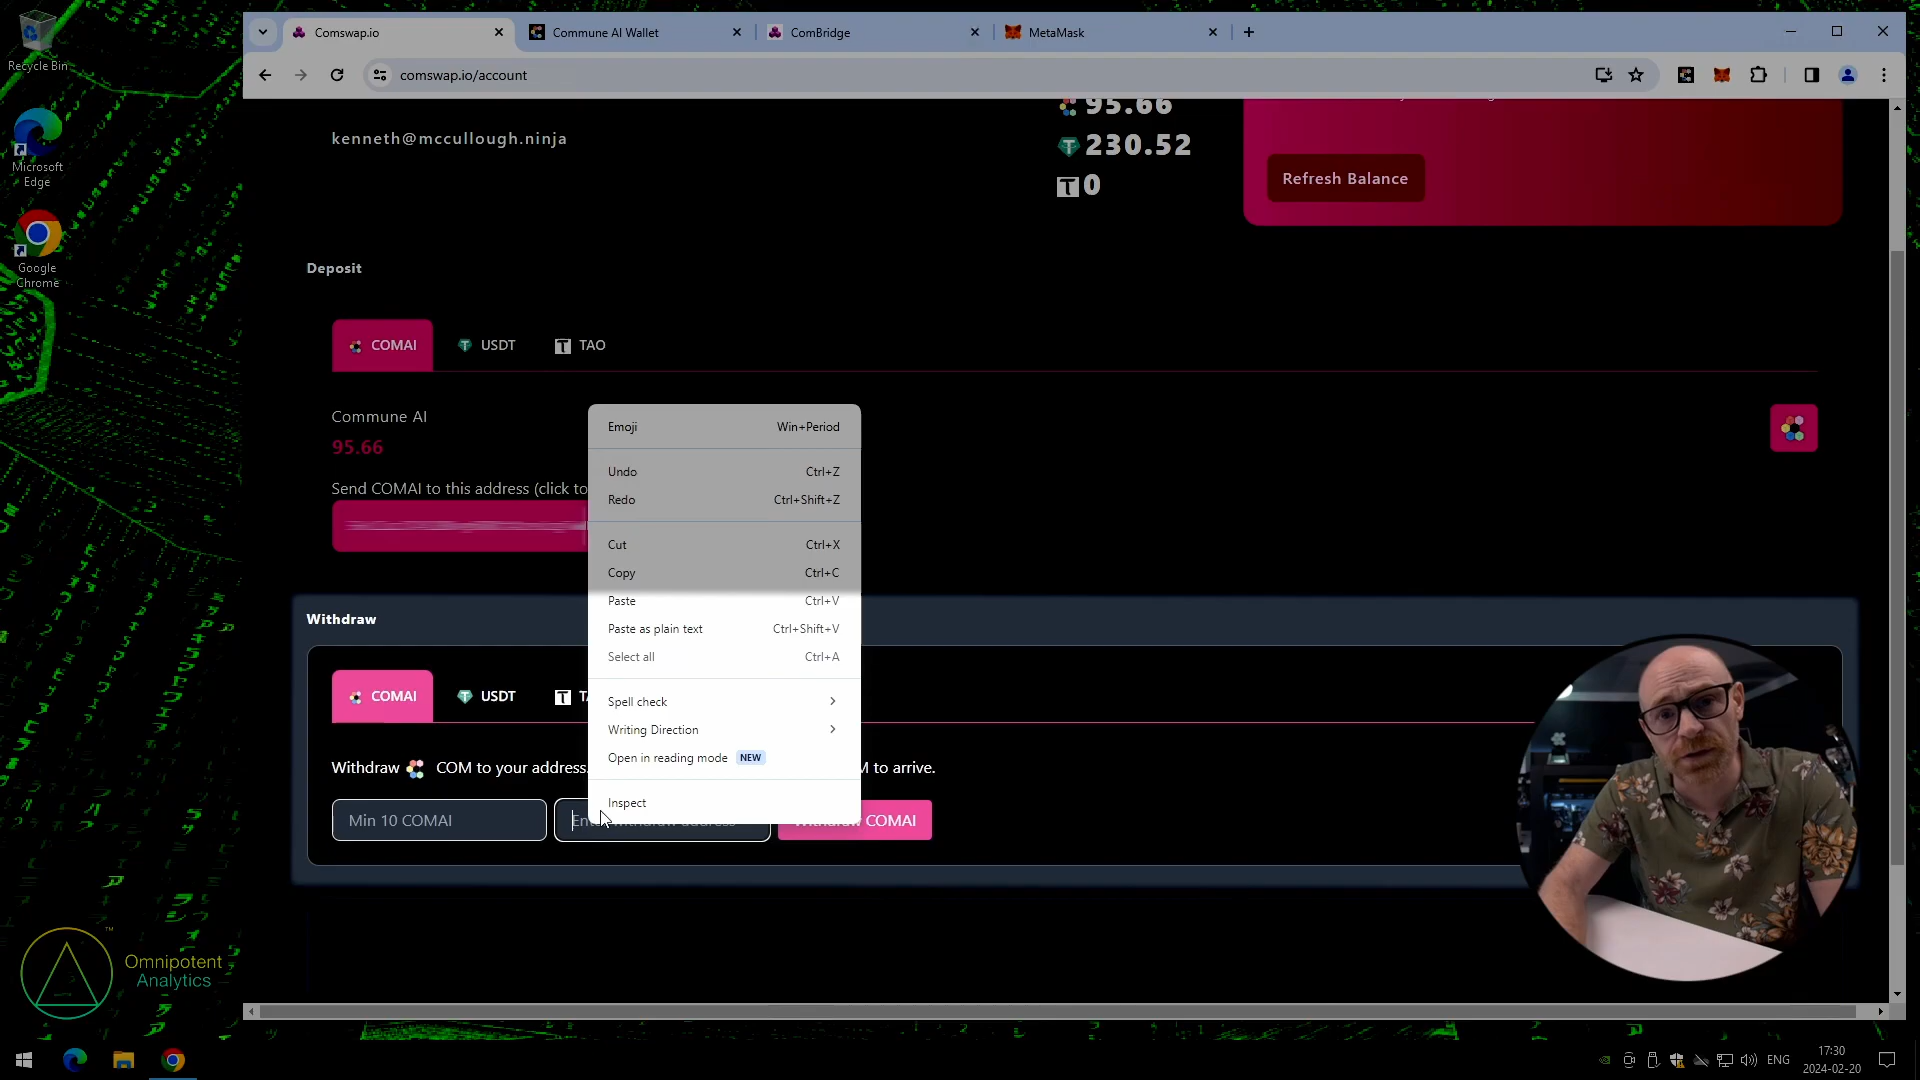 Recycle Bin
Microsoft
Edge
Google
Chrome
Omnipotent
Analytics
TM
Comswap.io
Commune AI Wallet
ComBridge
MetaMask
comswap.io/account
kenneth@mccullough.ninja
95.66
230.52
0
Refresh Balance
Deposit
COMAI
USDT
TAO
Commune AI
95.66
Send COMAI to this address (click to
Emoji Win+Period
Undo Ctrl+Z
Redo Ctrl+Shift+Z
Cut Ctrl+X
Copy Ctrl+C
Paste Ctrl+V
Paste as plain text Ctrl+Shift+V
Select all Ctrl+A
Spell check
Writing Direction
Open in reading mode NEW
Inspect
Withdraw
COMAI
USDT
Withdraw COM to your address.
to arrive.
Min 10 COMAI
Withdraw COMAI
ENG
17:30
2024-02-20